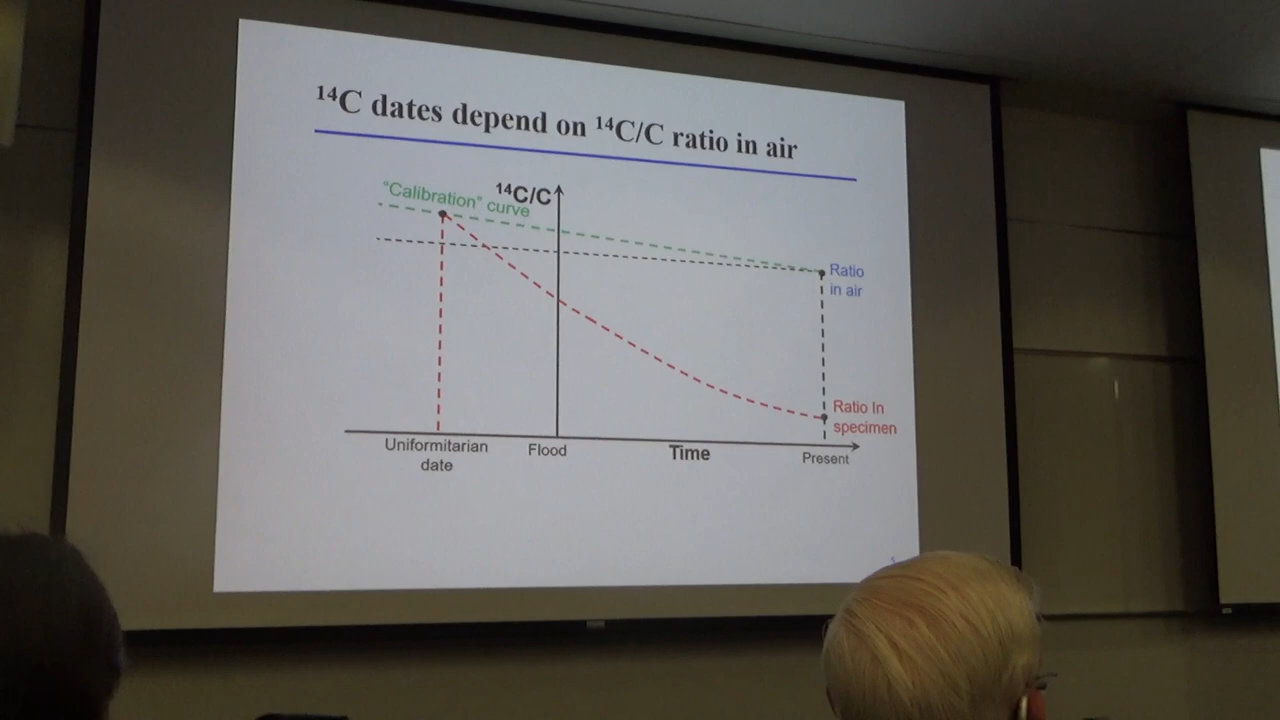 ¹⁴C dates depend on ¹⁴C/C ratio in air
"Calibration" curve
¹⁴C/C
Ratio
in air
Ratio In
specimen
Uniformitarian
date
Flood
Time
Present